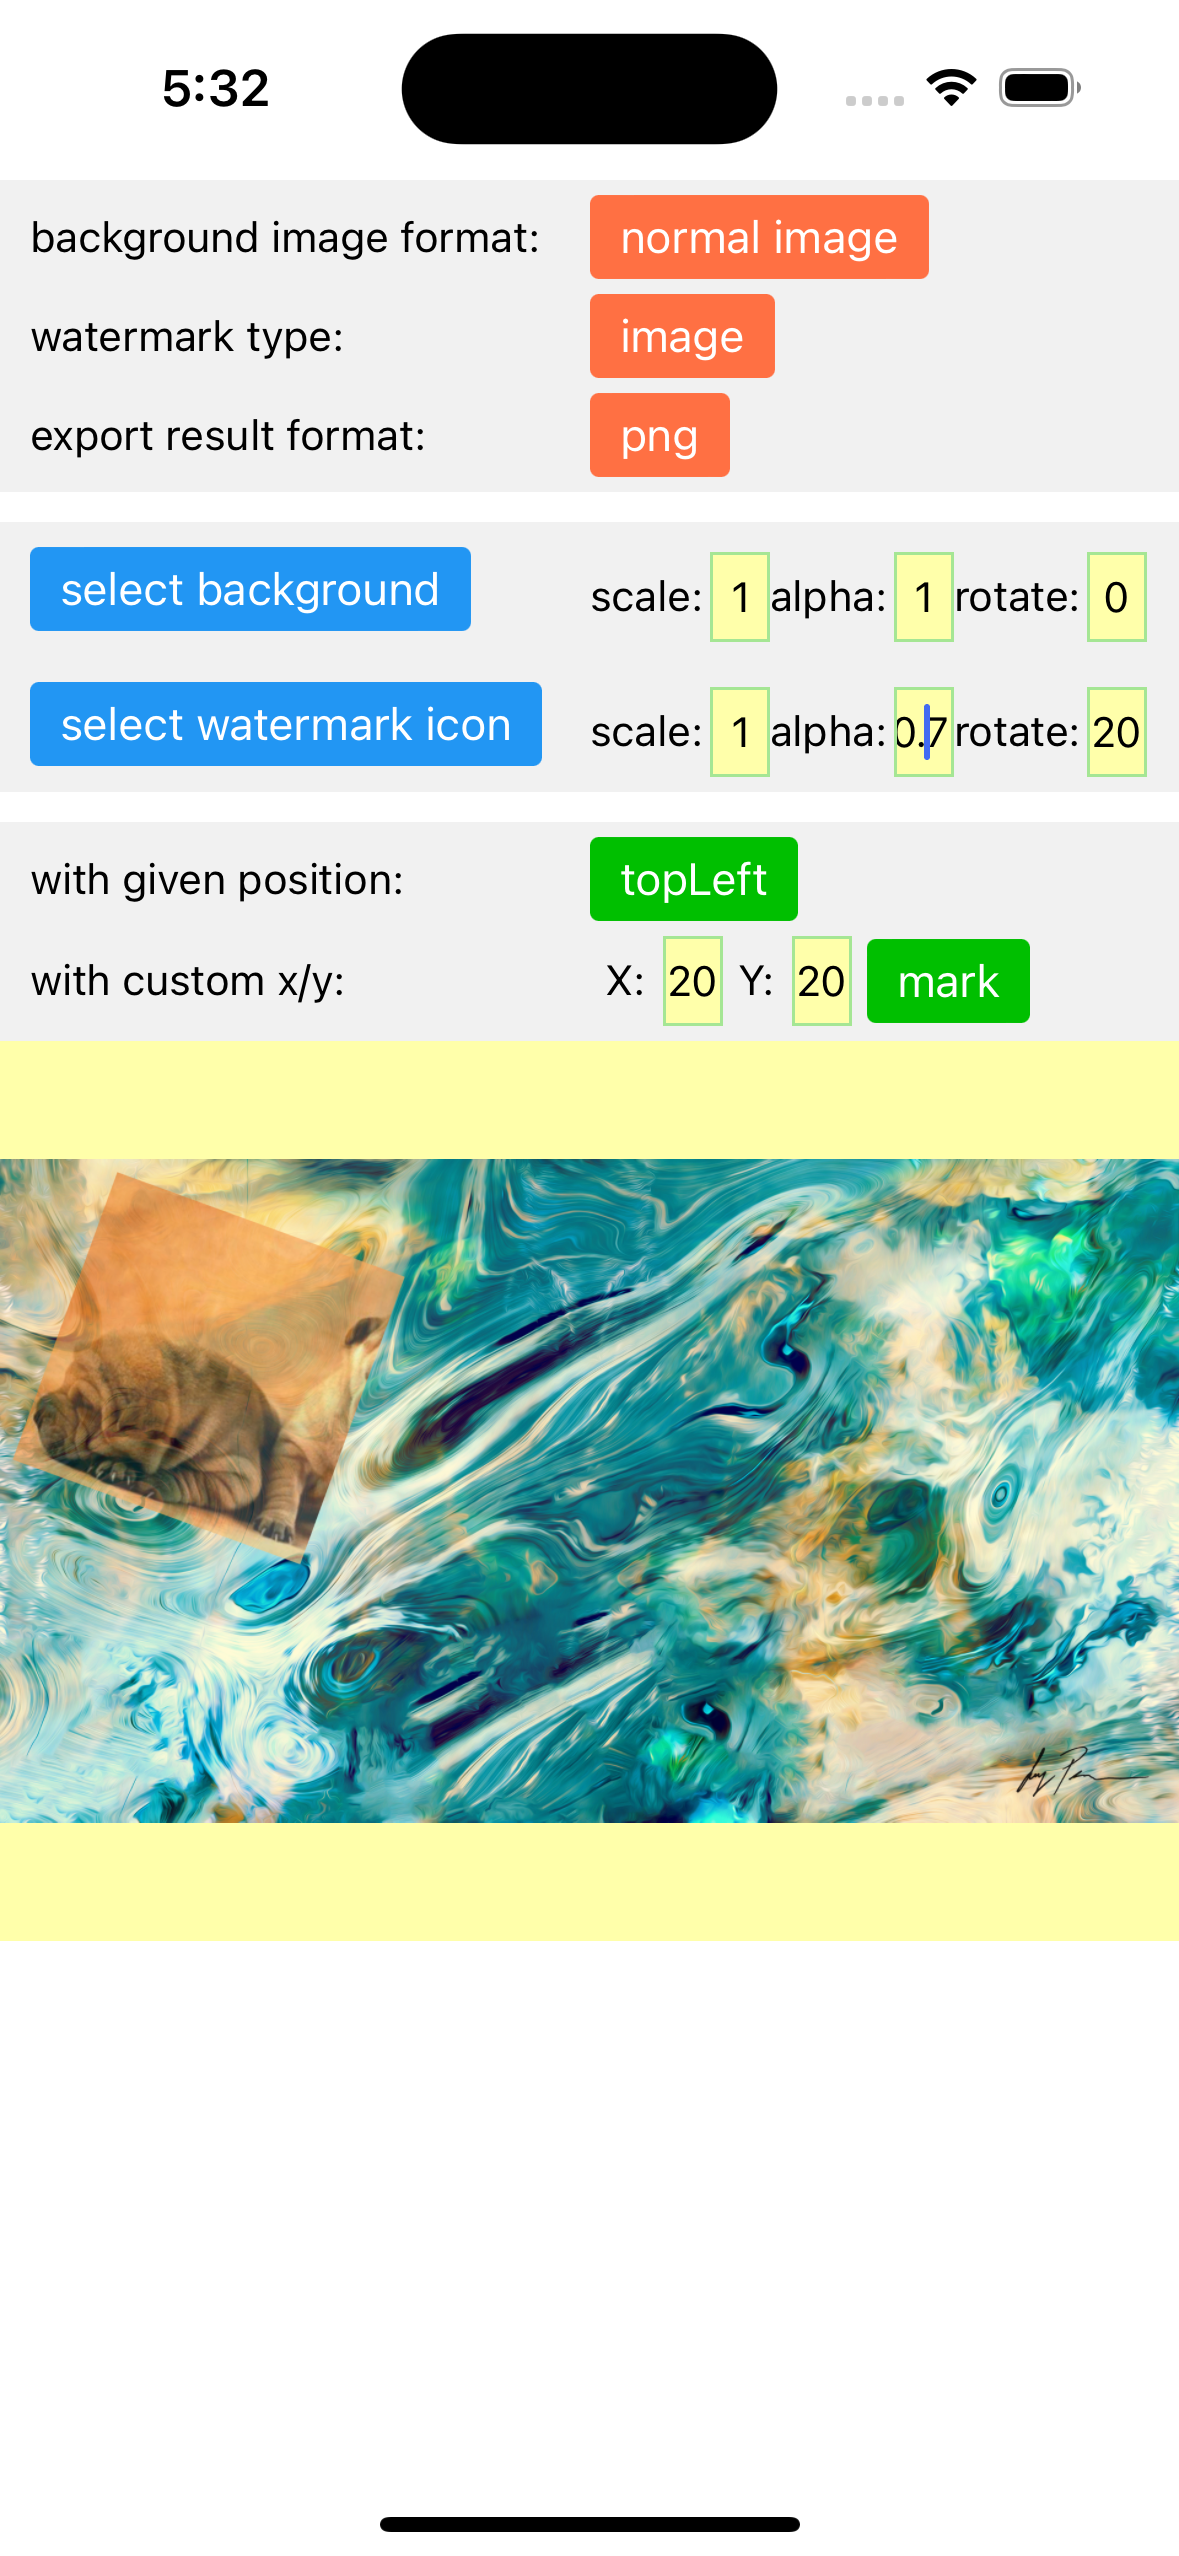 5:32
background image format: normal image
watermark type: image
export result format: png
select background scale: 1 alpha: 1 rotate: 0
select watermark icon scale: 1 alpha: 0.7 rotate: 20
with given position: topLeft
with custom x/y: X: 20 Y: 20 mark